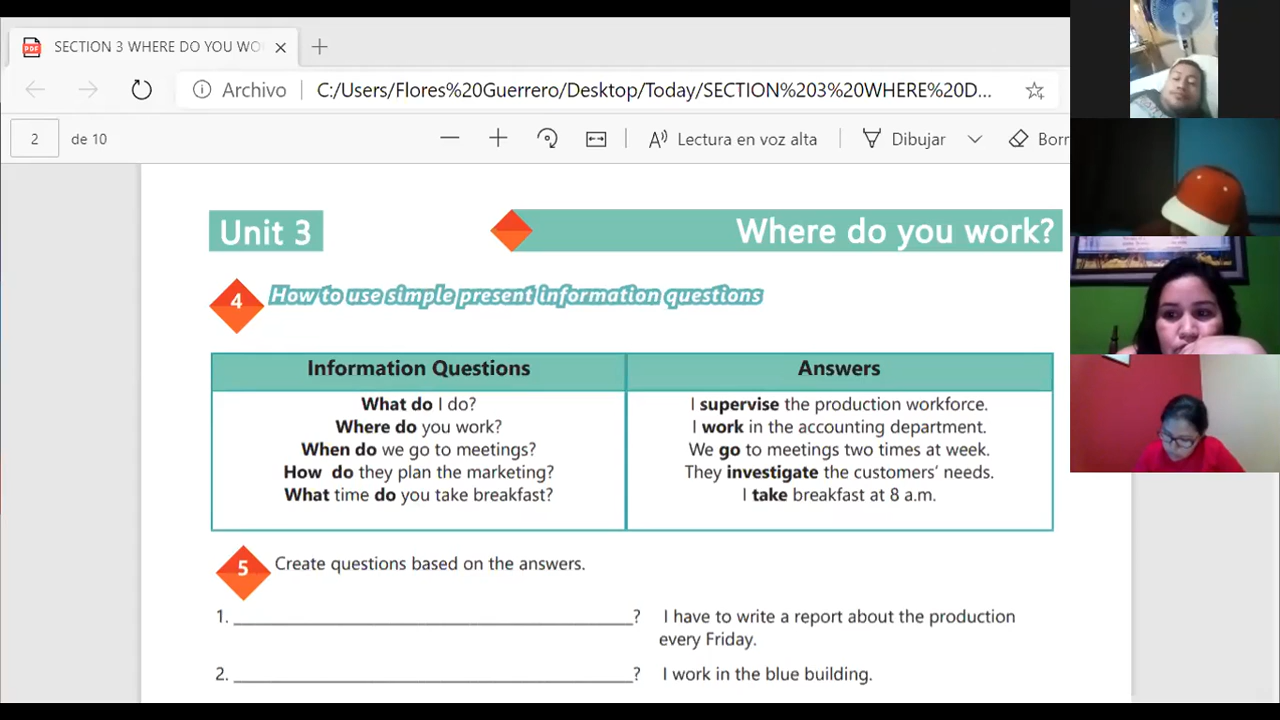 SECTION 3 WHERE DO YOU WO
Archivo C:/Users/Flores%20Guerrero/Desktop/Today/SECTION%203%20WHERE%20D...
2 de 10 Lectura en voz alta Dibujar Borr
Unit 3 Where do you work?
4 How to use simple present information questions
Information Questions Answers
What do I do? I supervise the production workforce.
Where do you work? I work in the accounting department.
When do we go to meetings? We go to meetings two times at week.
How do they plan the marketing? They investigate the customers' needs.
What time do you take breakfast? I take breakfast at 8 a.m.
5 Create questions based on the answers.
1. ________________________________________? I have to write a report about the production
every Friday.
2. ________________________________________? I work in the blue building.